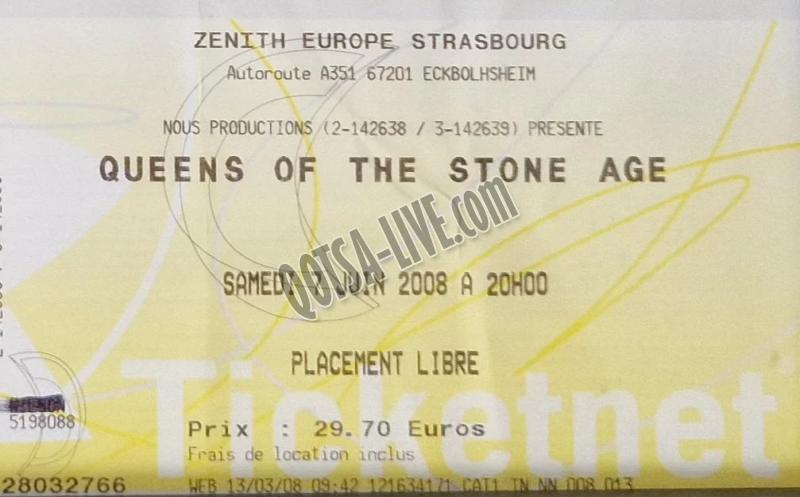 ZENITH EUROPE STRASBOURG
Autoroute A351 67201 ECKBOLHSHEIM
NOUS PRODUCTIONS (2-142638 / 3-142639) PRESENTE
QUEENS OF THE STONE AGE
QOTSA-LIVE.com
SAMEDI 7 JUIN 2008 A 20H00
PLACEMENT LIBRE
Ticketnet
5198088
Prix : 29.70 Euros
Frais de location inclus
28032766
WEB 13/03/08 09:42 121634171 CAT1 TN NN 008 013